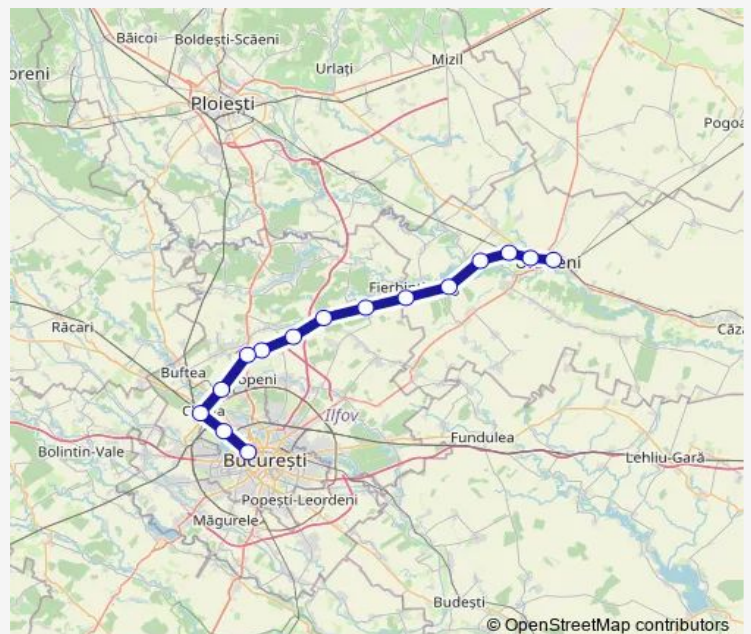 Băicoi
Boldești-Scăeni
Urlați
Mizil
oreni
Ploiești
Pogoa
Răcari
Căza
Buftea
Ilfov
Fundulea
Bolintin-Vale
București
Lehliu-Gară
Popești-Leordeni
Măgurele
Budești
© OpenStreetMap contributors